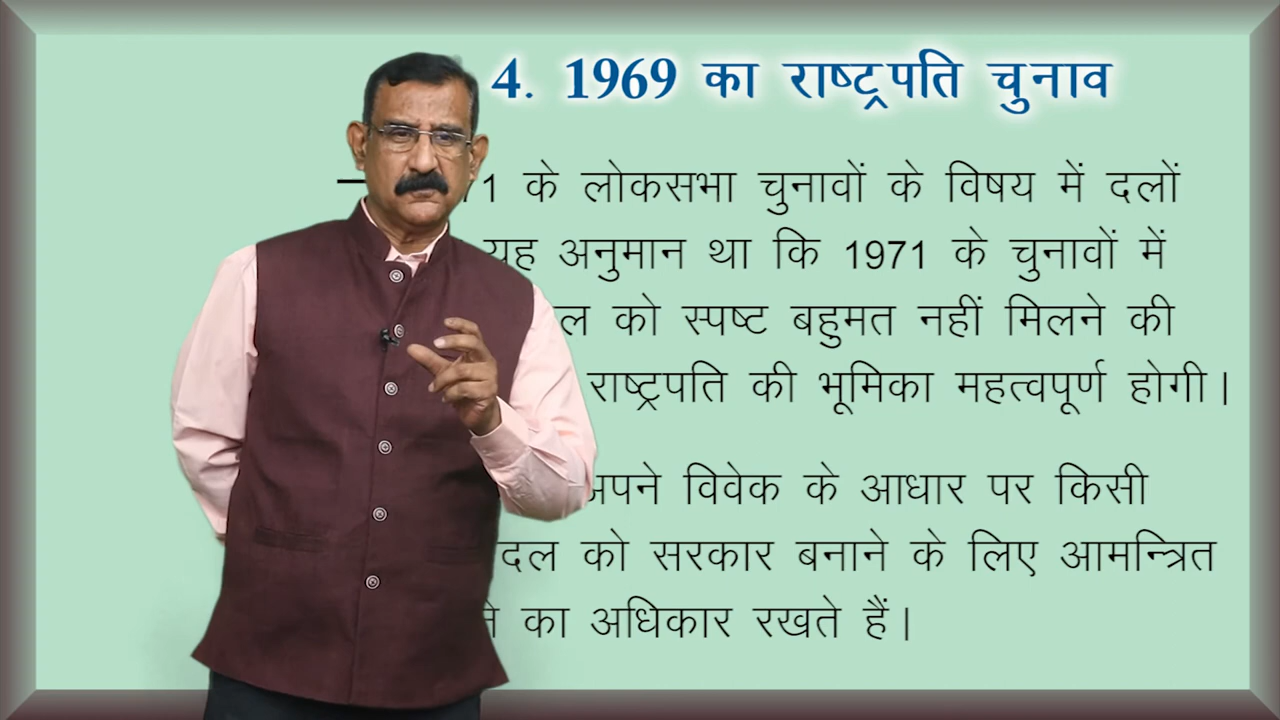 4. 1969 का राष्ट्रपति चुनाव
के लोकसभा चुनावों के विषय में दलों
यह अनुमान था कि 1971 के चुनावों में
को स्पष्ट बहुमत नहीं मिलने की
राष्ट्रपति की भूमिका महत्वपूर्ण होगी।
अपने विवेक के आधार पर किसी
दल को सरकार बनाने के लिए आमन्त्रित
का अधिकार रखते हैं।